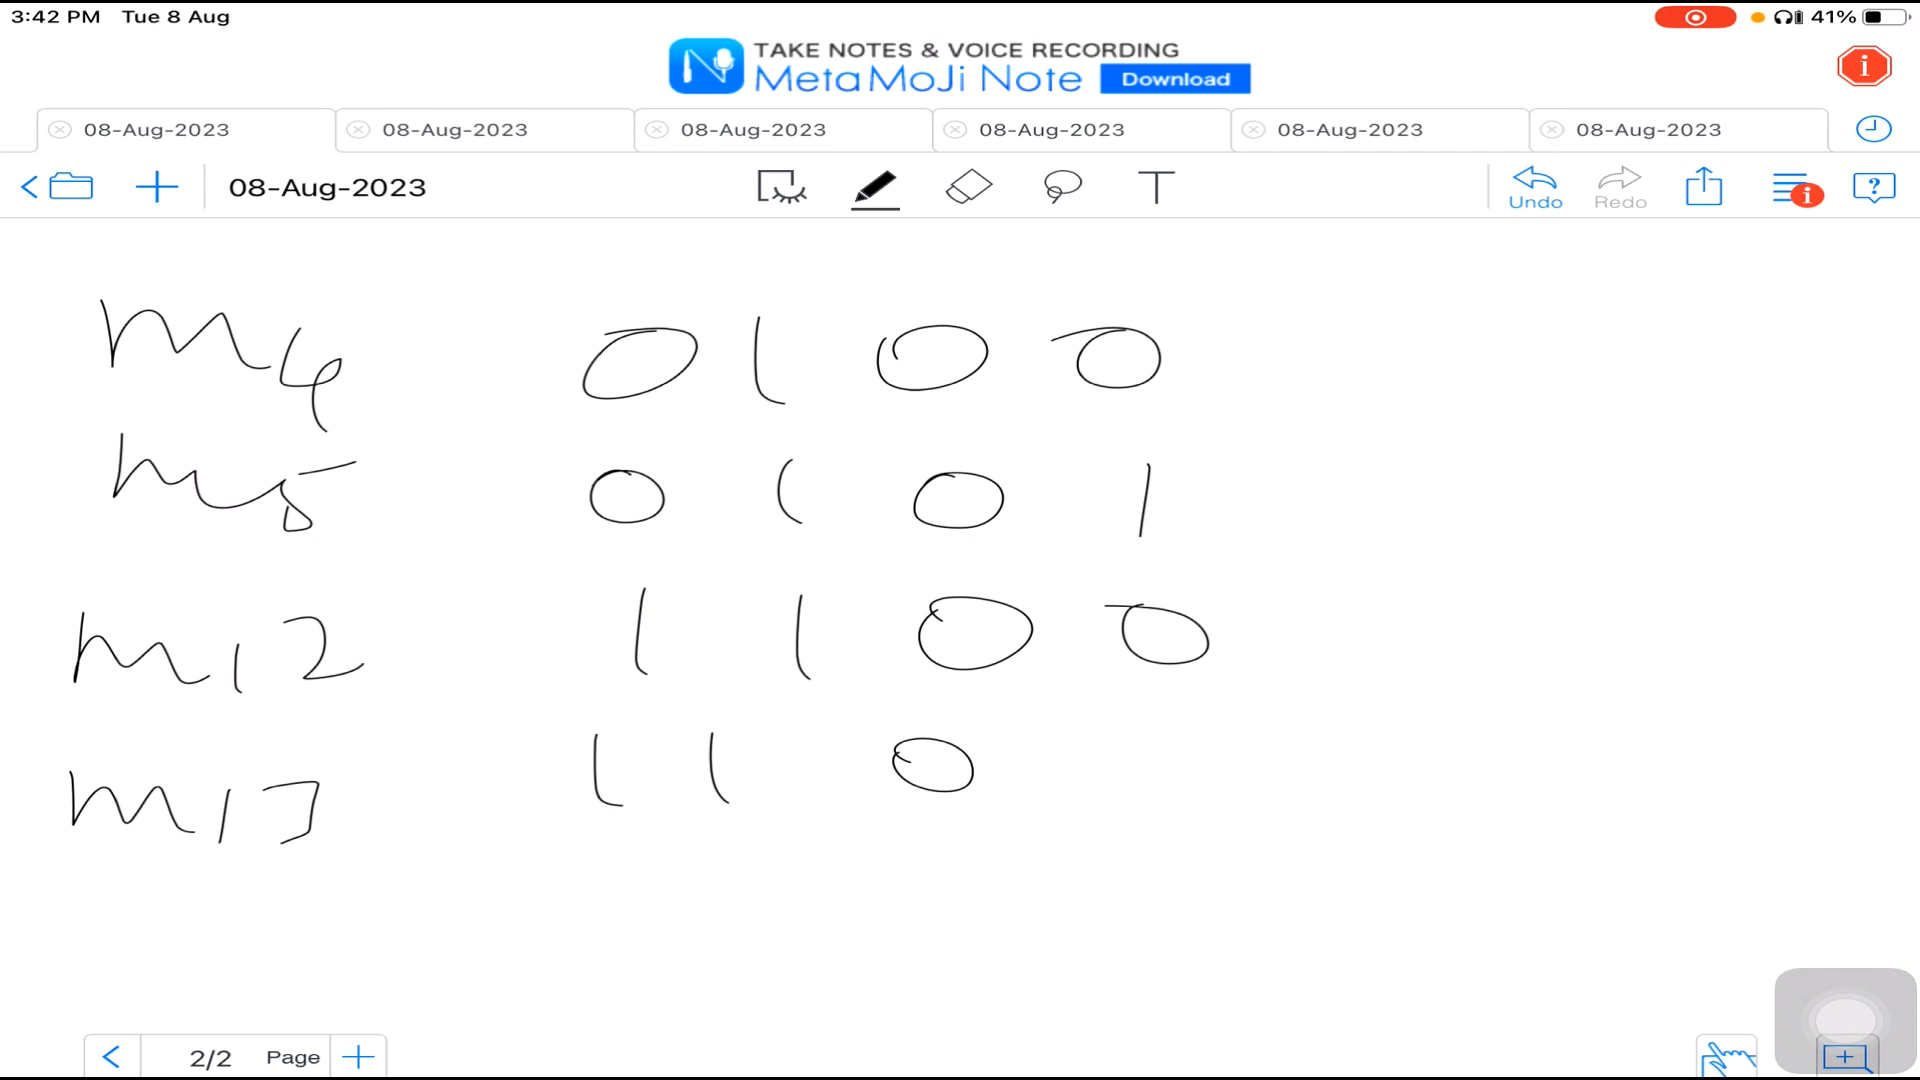 3:42 PM Tue 8 Aug 41%
TAKE NOTES & VOICE RECORDING
MetaMoJi Note Download
08-Aug-2023 08-Aug-2023 08-Aug-2023 08-Aug-2023 08-Aug-2023 08-Aug-2023
08-Aug-2023 T Undo Redo
m4 0 1 0 0
m5 0 1 0 1
m12 1 1 0 0
m13 1 1 0
2/2 Page